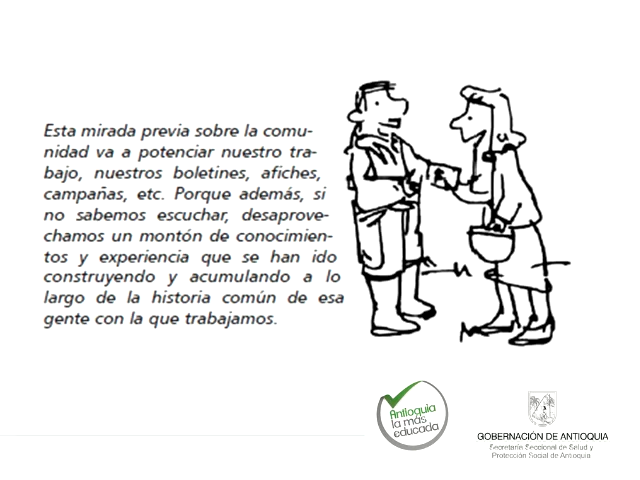 Esta mirada previa sobre la comu-
nidad va a potenciar nuestro tra-
bajo, nuestros boletines, afiches,
campañas, etc. Porque además, si
no sabemos escuchar, desaprove-
chamos un montón de conocimien-
tos y experiencia que se han ido
construyendo y acumulando a lo
largo de la historia común de esa
gente con la que trabajamos.
Antioquia
la más
educada
GOBERNACIÓN DE ANTIOQUIA
Secretaría Seccional de Salud y
Protección Social de Antioquia